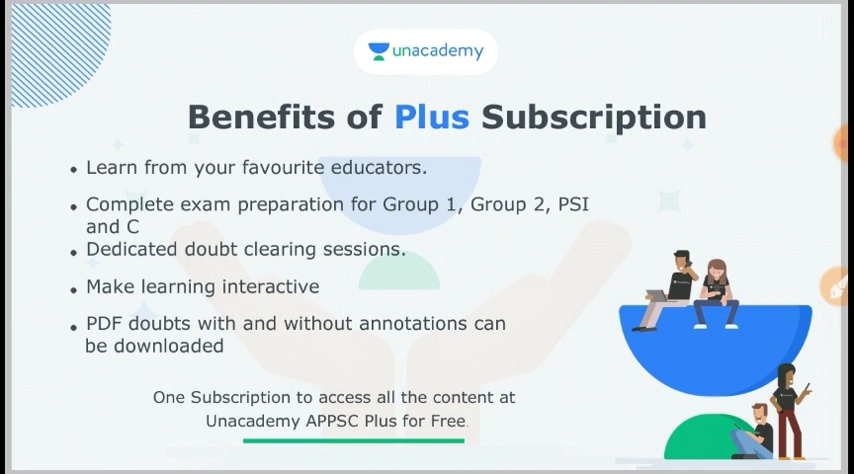 unacademy
Benefits of Plus Subscription
• Learn from your favourite educators.
• Complete exam preparation for Group 1, Group 2, PSI
and C
• Dedicated doubt clearing sessions.
• Make learning interactive
• PDF doubts with and without annotations can
be downloaded
One Subscription to access all the content at
Unacademy APPSC Plus for Free.